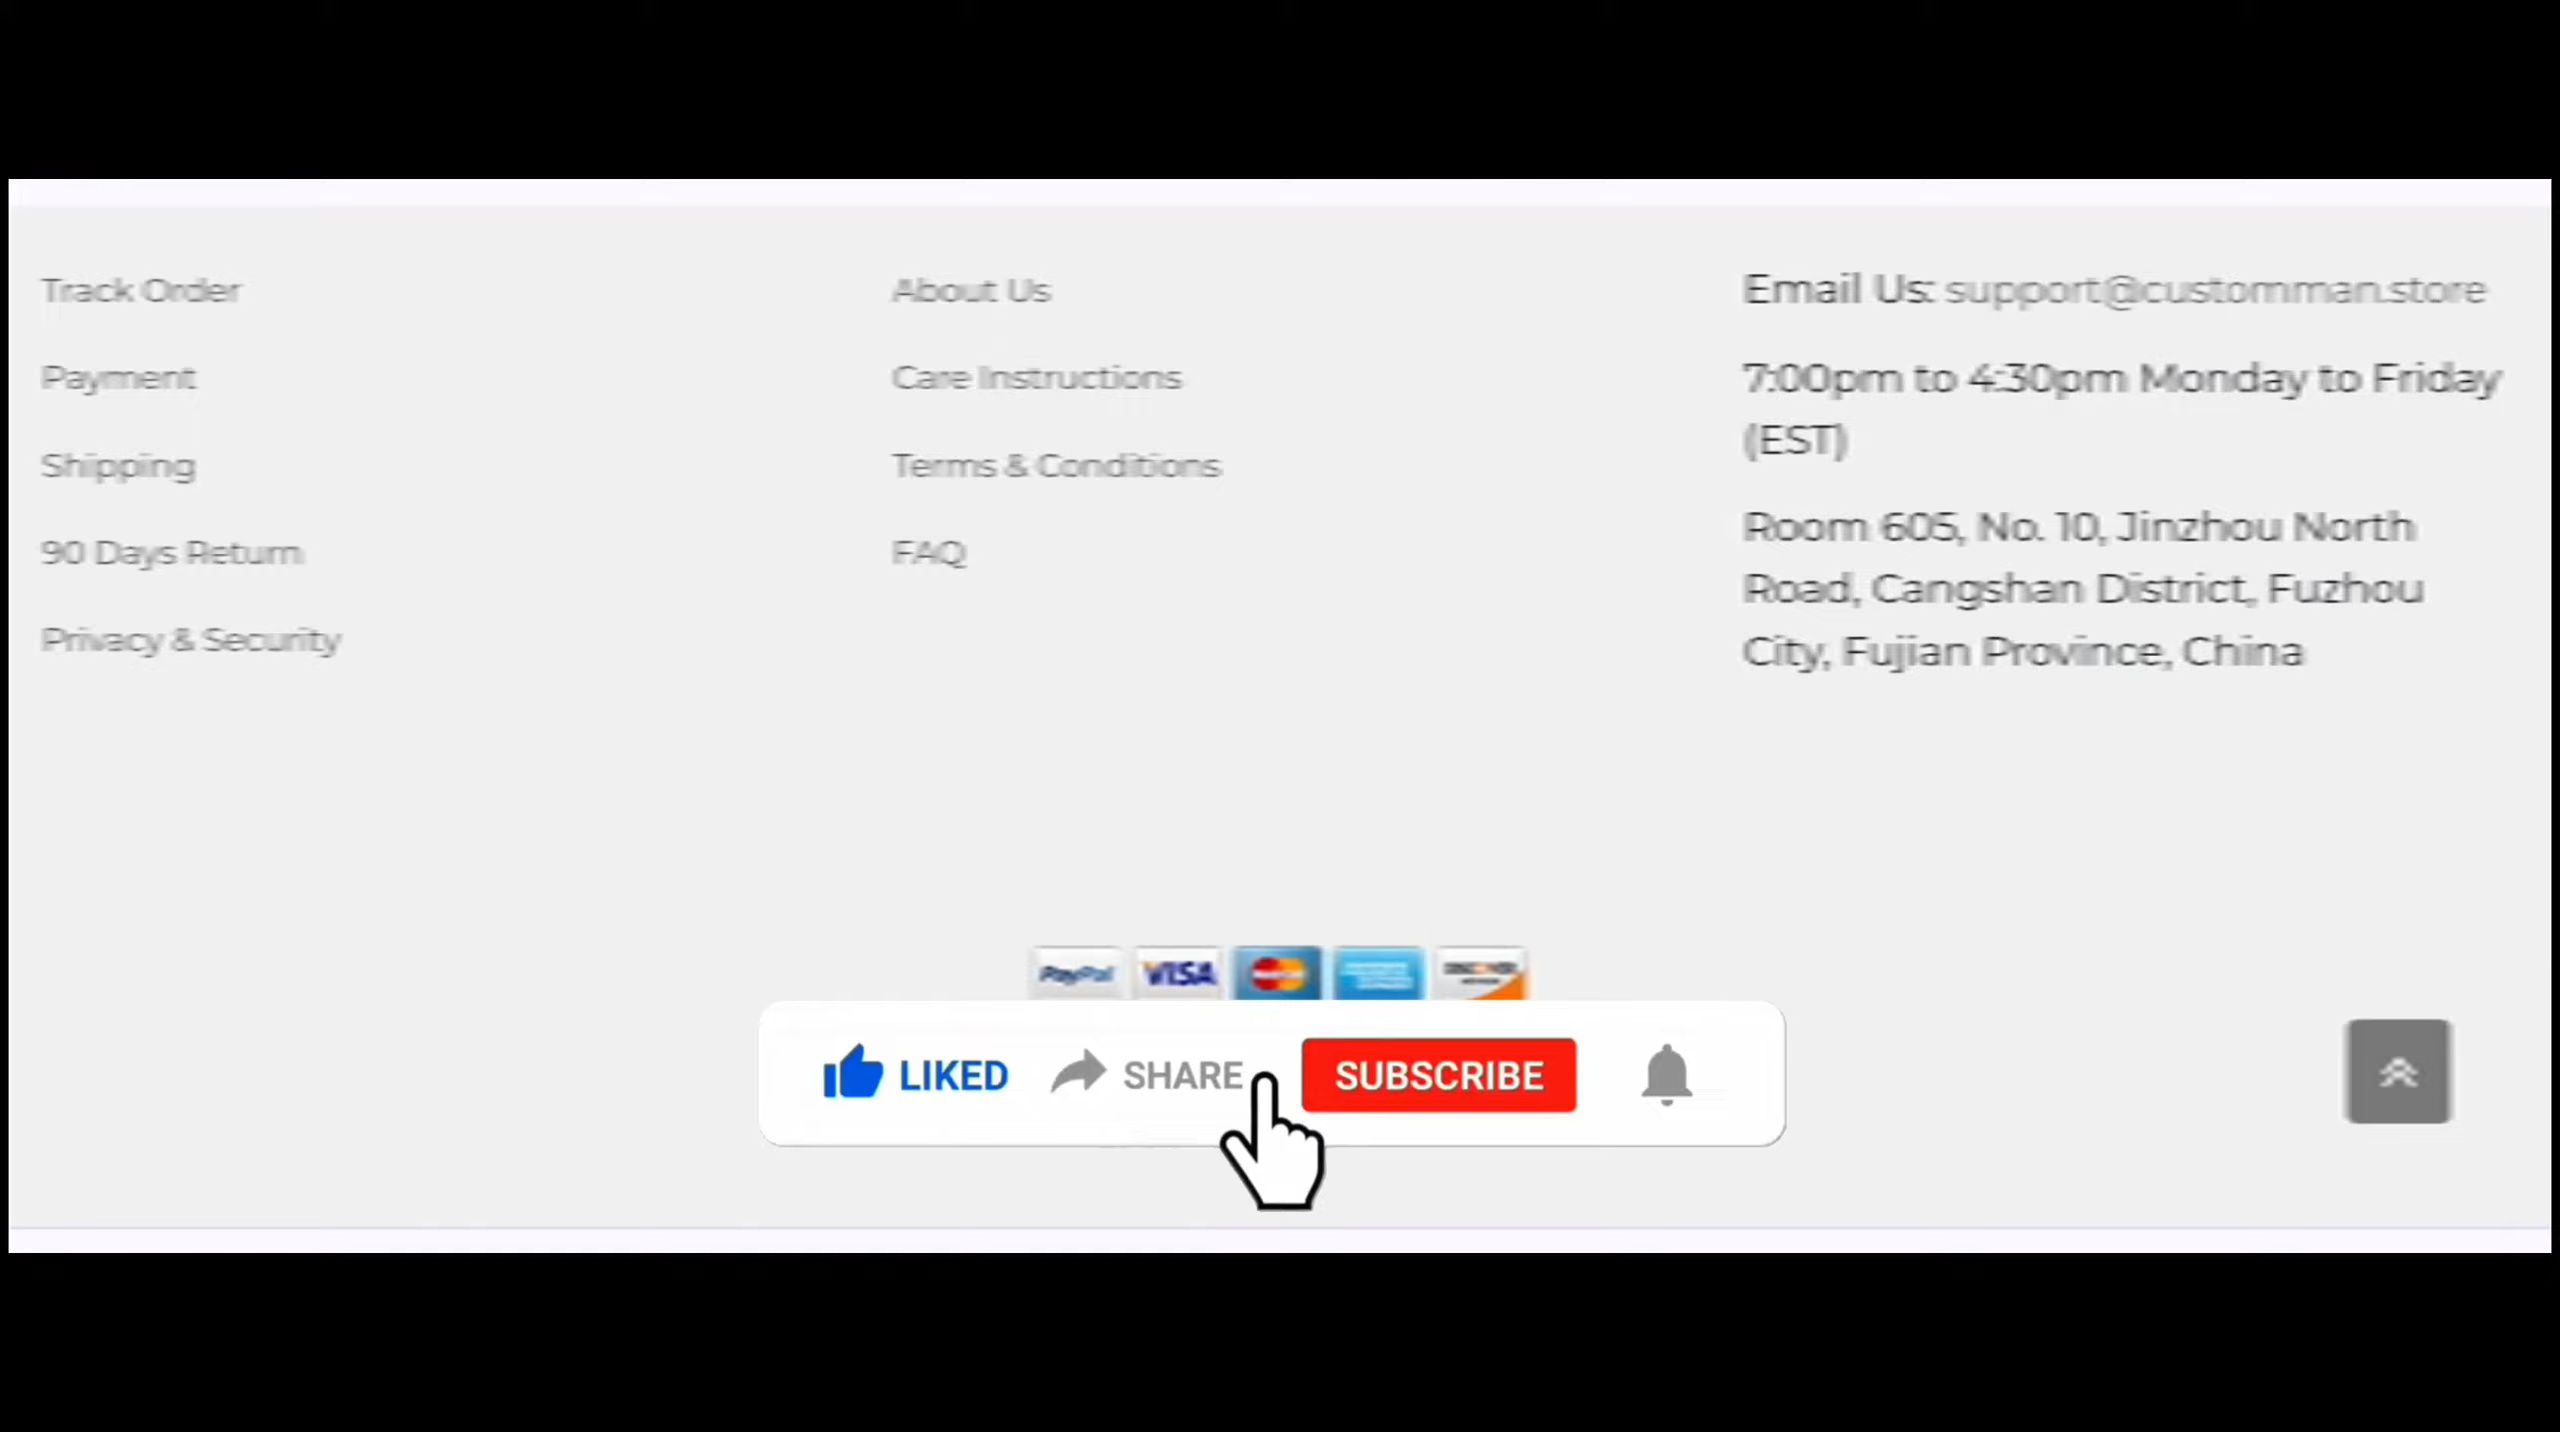 Track Order
Payment
Shipping
90 Days Return
Privacy & Security
About Us
Care Instructions
Terms & Conditions
FAQ
Email Us: support@customman.store
7:00pm to 4:30pm Monday to Friday
(EST)
Room 605, No. 10, Jinzhou North
Road, Cangshan District, Fuzhou
City, Fujian Province, China
PayPal VISA
LIKED SHARE SUBSCRIBE